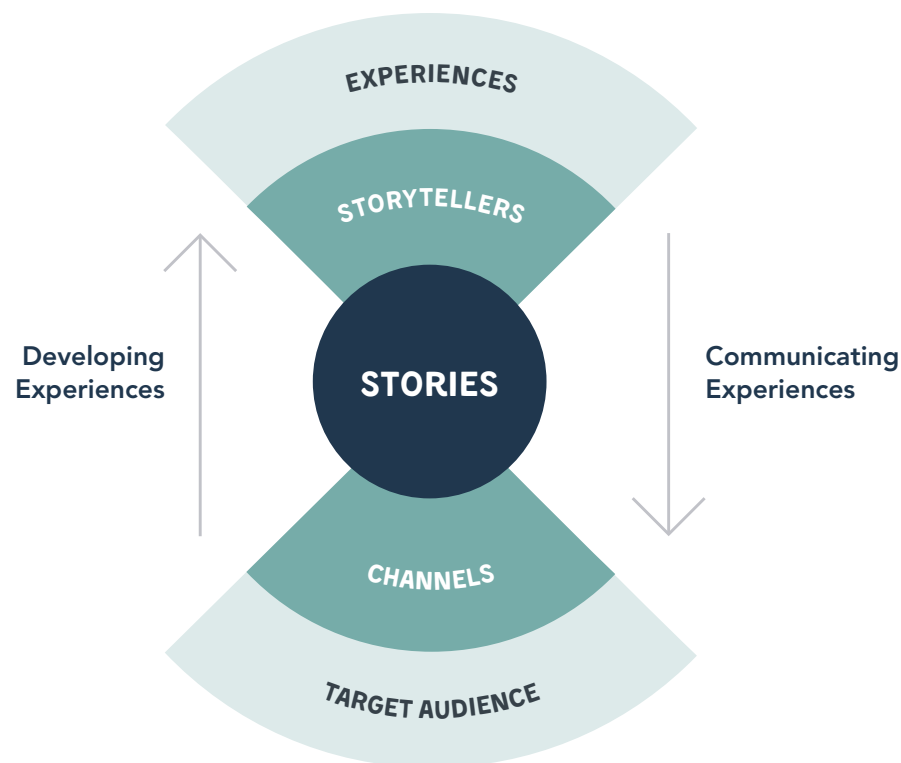 EXPERIENCES
STORYTELLERS
Developing
Experiences
STORIES
Communicating
Experiences
CHANNELS
TARGET AUDIENCE